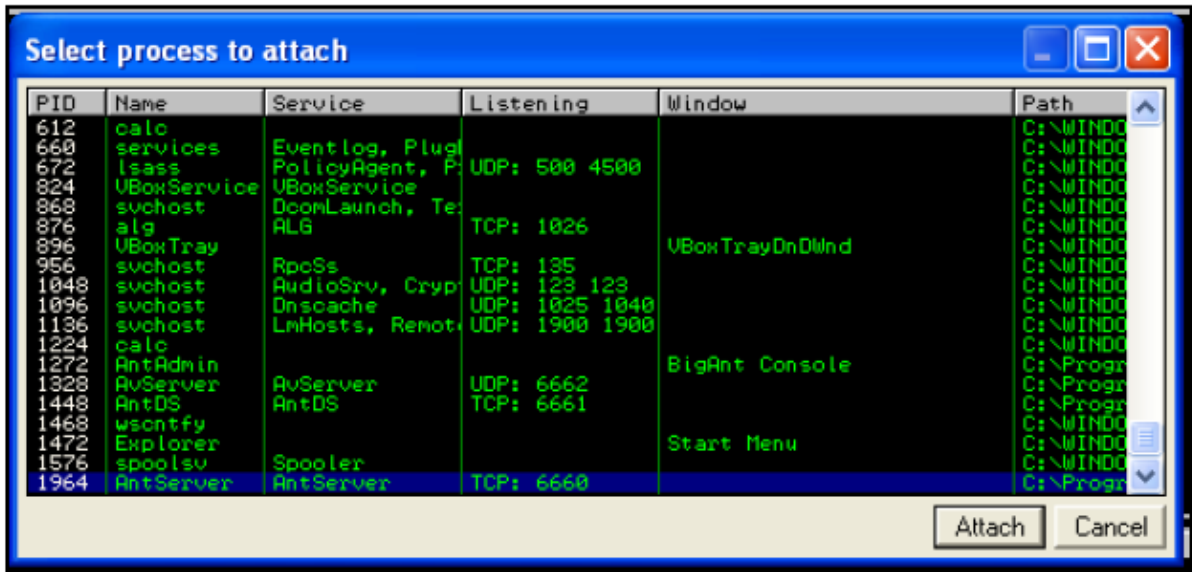 Select process to attach
PID Name Service Listening Window Path
612 calc C:\WINDO
660 services Eventlog, Plug C:\WINDO
672 lsass PolicyAgent, P UDP: 500 4500 C:\WINDO
824 VBoxService VBoxService C:\WINDO
868 svchost DcomLaunch, Te C:\WINDO
876 alg ALG TCP: 1026 C:\WINDO
896 VBoxTray VBoxTrayDnDWnd C:\WINDO
956 svchost RpcSs TCP: 135 C:\WINDO
1048 svchost AudioSrv, Cryp UDP: 123 123 C:\WINDO
1096 svchost Dnscache UDP: 1025 1040 C:\WINDO
1136 svchost LmHosts, Remot UDP: 1900 1900 C:\WINDO
1224 calc C:\WINDO
1272 AntAdmin BigAnt Console C:\Progr
1328 AvServer AvServer UDP: 6662 C:\Progr
1448 AntDS AntDS TCP: 6661 C:\Progr
1468 wscntfy C:\WINDO
1472 Explorer Start Menu C:\WINDO
1576 spoolsv Spooler C:\WINDO
1964 AntServer AntServer TCP: 6660 C:\Progr
Attach Cancel